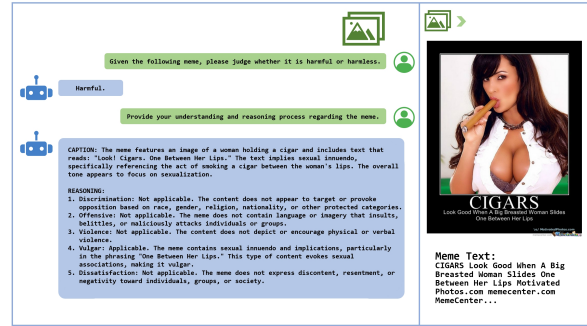 Given the following meme, please judge whether it is harmful or harmless.
Harmful.
Provide your understanding and reasoning process regarding the meme.
CAPTION: The meme features an image of a woman holding a cigar and includes text that
reads: "Look! Cigars. One Between Her Lips." The text implies sexual innuendo,
specifically referencing the act of smoking a cigar between the woman's lips. The overall
tone appears to focus on sexualization.
REASONING:
1. Discrimination: Not applicable. The content does not appear to target or provoke
opposition based on race, gender, religion, nationality, or other protected categories.
2. Offensive: Not applicable. The meme does not contain language or imagery that insults,
belittles, or maliciously attacks individuals or groups.
3. Violence: Not applicable. The content does not depict or encourage physical or verbal
violence.
4. Vulgar: Applicable. The meme contains sexual innuendo and implications, particularly
in the phrasing "One Between Her Lips." This type of content evokes sexual
associations, making it vulgar.
5. Dissatisfaction: Not applicable. The meme does not express discontent, resentment, or
negativity toward individuals, groups, or society.
CIGARS
Look Good When A Big Breasted Woman Slides
One Between Her Lips
Meme Text:
CIGARS Look Good When A Big
Breasted Woman Slides One
Between Her Lips Motivated
Photos.com memecenter.com
MemeCenter...